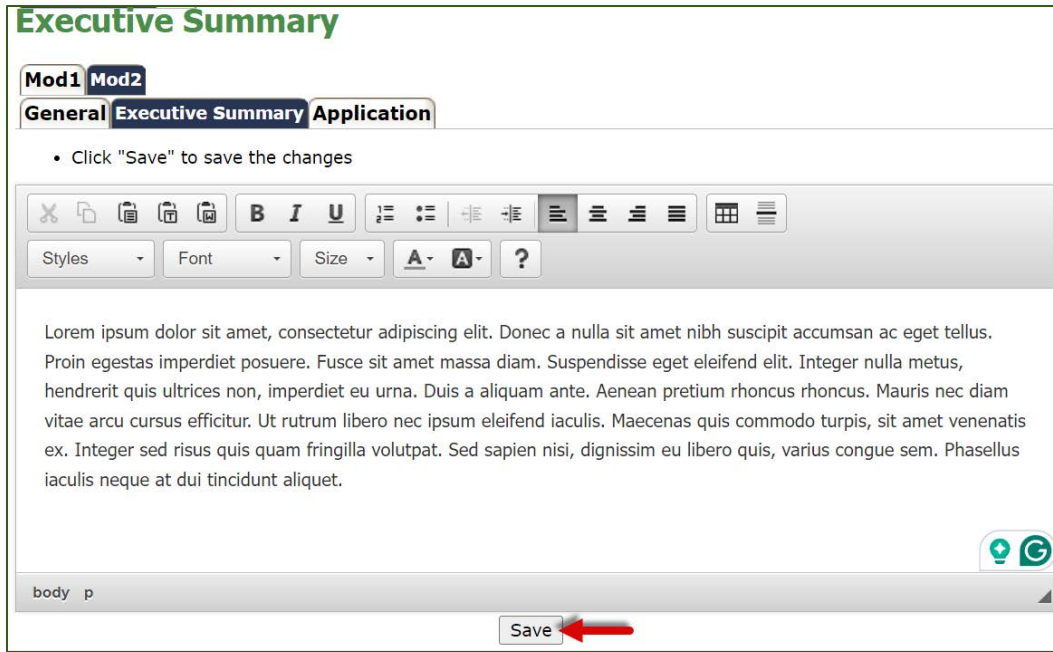 Executive Summary
Mod1 Mod2
General Executive Summary Application
• Click "Save" to save the changes
B I U
Styles Font Size A A ?
Lorem ipsum dolor sit amet, consectetur adipiscing elit. Donec a nulla sit amet nibh suscipit accumsan ac eget tellus.
Proin egestas imperdiet posuere. Fusce sit amet massa diam. Suspendisse eget eleifend elit. Integer nulla metus,
hendrerit quis ultrices non, imperdiet eu urna. Duis a aliquam ante. Aenean pretium rhoncus rhoncus. Mauris nec diam
vitae arcu cursus efficitur. Ut rutrum libero nec ipsum eleifend iaculis. Maecenas quis commodo turpis, sit amet venenatis
ex. Integer sed risus quis quam fringilla volutpat. Sed sapien nisi, dignissim eu libero quis, varius congue sem. Phasellus
iaculis neque at dui tincidunt aliquet.
body p
Save